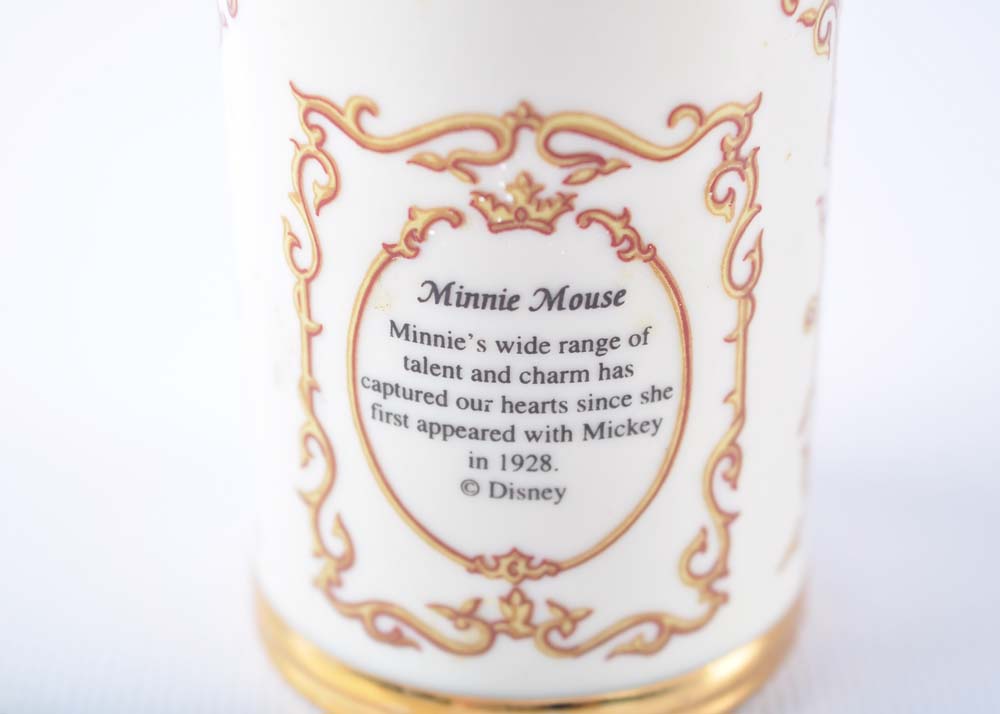 Minnie Mouse
Minnie's wide range of
talent and charm has
captured our hearts since she
first appeared with Mickey
in 1928.
© Disney